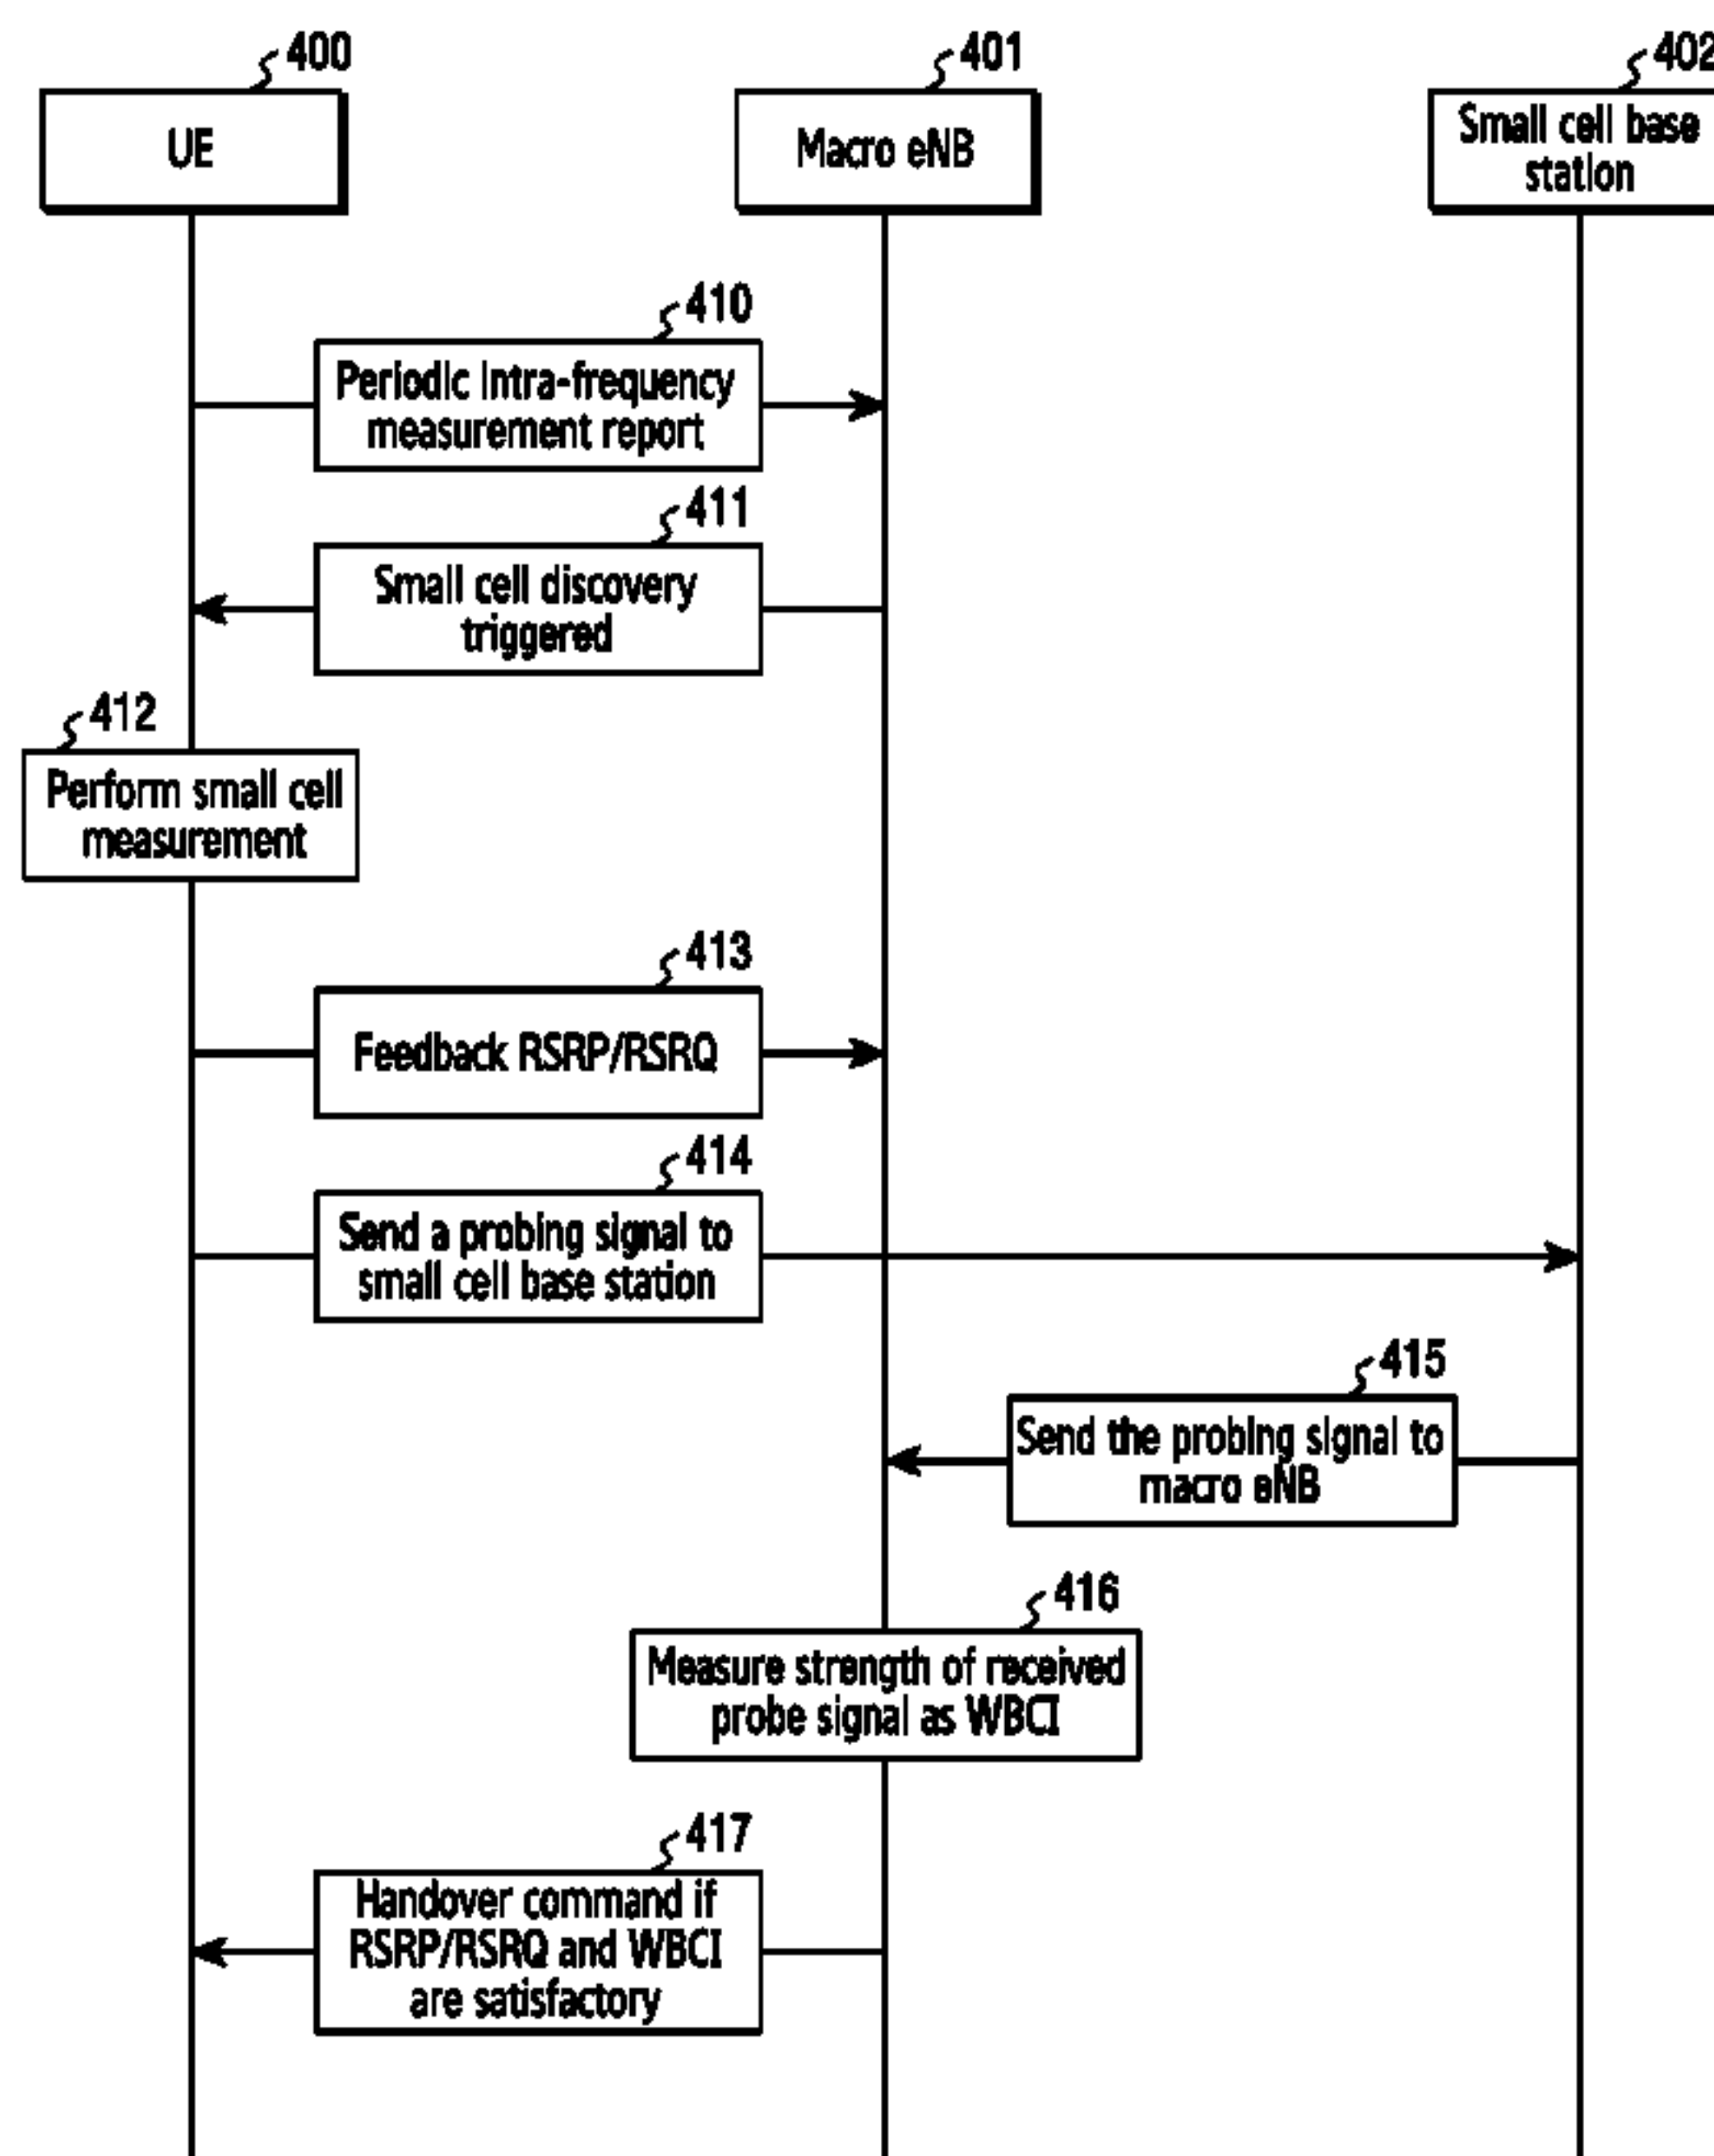 400
401
402
UE
Macro eNB
Small cell base
station
410
Periodic intra-frequency
measurement report
411
Small cell discovery
triggered
412
Perform small cell
measurement
413
Feedback RSRP/RSRQ
414
Send a probing signal to
small cell base station
415
Send the probing signal to
macro eNB
416
Measure strength of received
probe signal as WBCI
417
Handover command if
RSRP/RSRQ and WBCI
are satisfactory